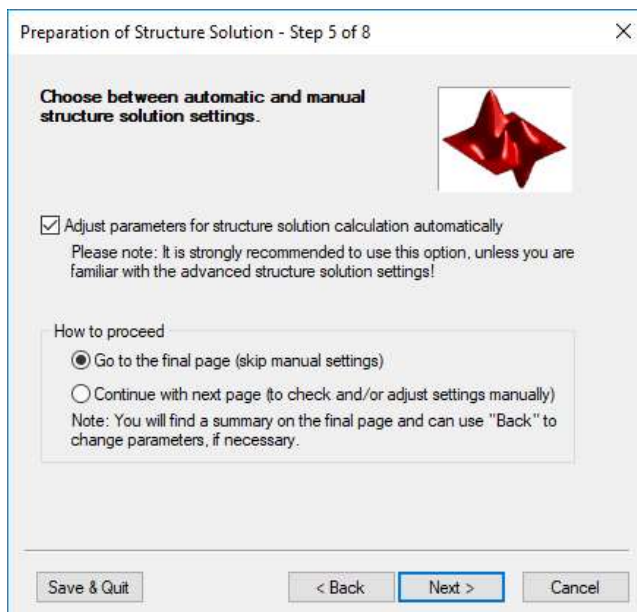 Preparation of Structure Solution - Step 5 of 8
Choose between automatic and manual
structure solution settings.
Adjust parameters for structure solution calculation automatically
Please note: It is strongly recommended to use this option, unless you are
familiar with the advanced structure solution settings!
How to proceed
Go to the final page (skip manual settings)
Continue with next page (to check and/or adjust settings manually)
Note: You will find a summary on the final page and can use "Back" to
change parameters, if necessary.
Save & Quit
< Back
Next >
Cancel